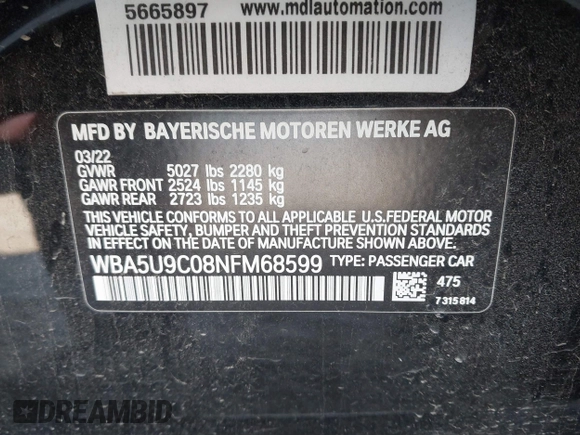 5665897
www.mdlautomation.com
MFD BY BAYERISCHE MOTOREN WERKE AG
03/22
GVWR 5027 lbs 2280 kg
GAWR FRONT 2524 lbs 1145 kg
GAWR REAR 2723 lbs 1235 kg
THIS VEHICLE CONFORMS TO ALL APPLICABLE U.S.FEDERAL MOTOR
VEHICLE SAFETY, BUMPER AND THEFT PREVENTION STANDARDS
IN EFFECT ON THE DATE OF MANUFACTURE SHOWN ABOVE.
WBA5U9C08NFM68599 TYPE: PASSENGER CAR
475
7 315 814
DREAMBID